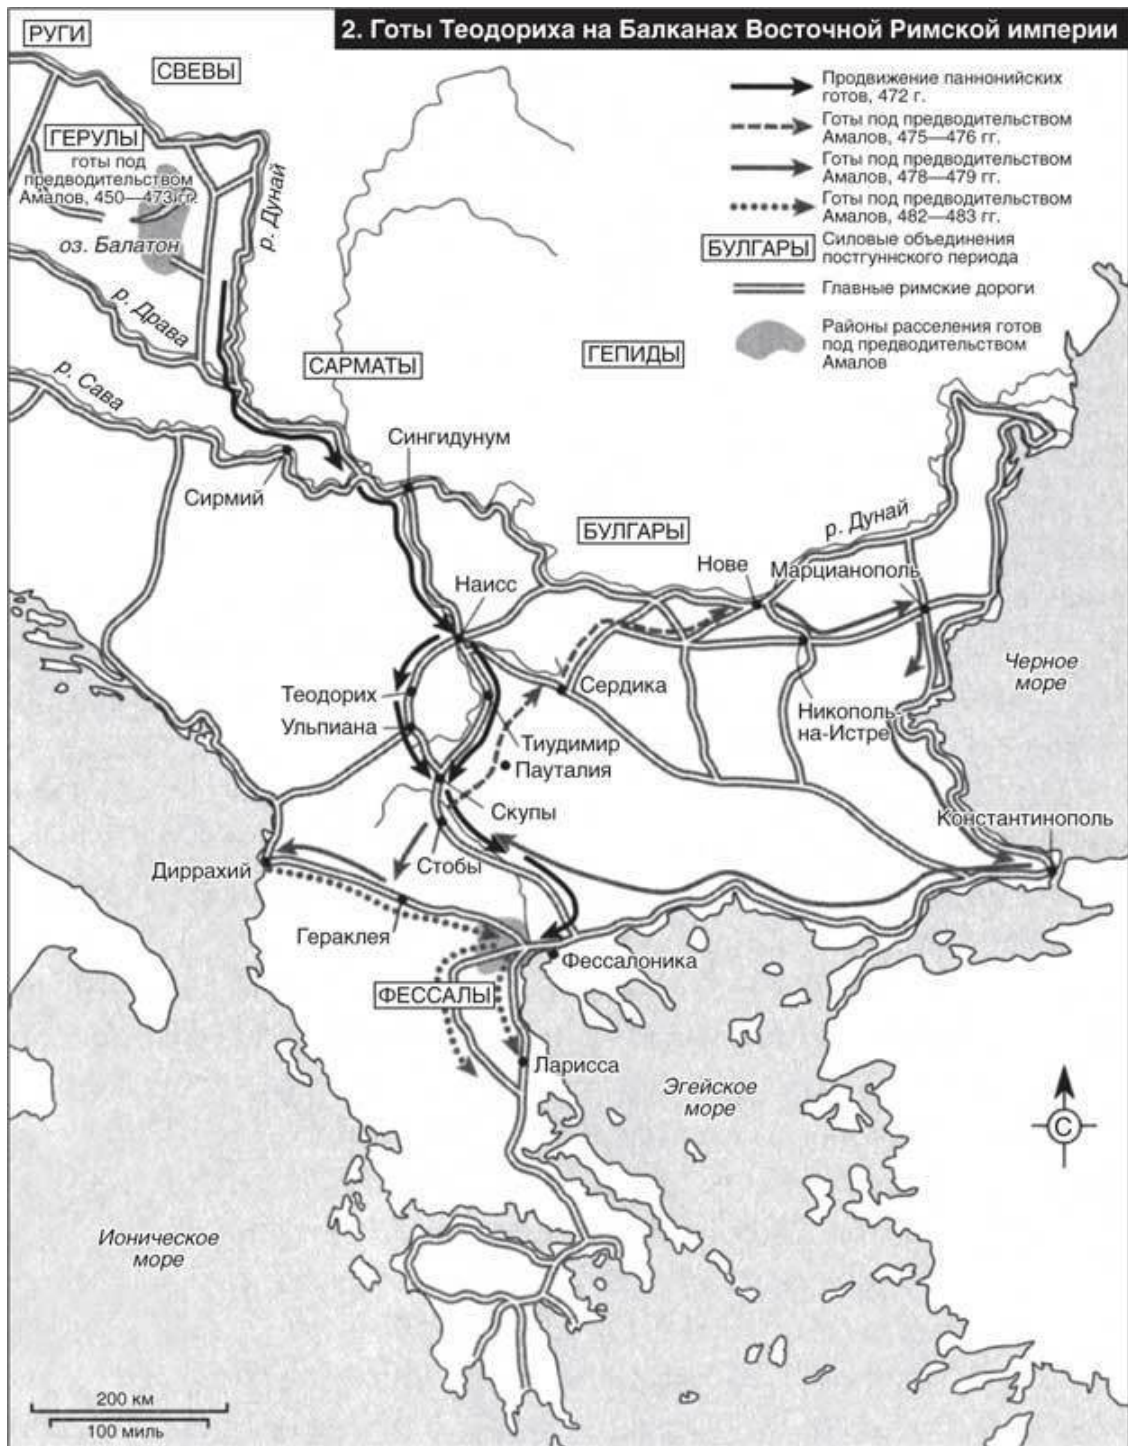 2. Готы Теодориха на Балканах Восточной Римской империи
РУГИ
СВЕВЫ
ГЕРУЛЫ
готы под
предводительством
Амалов, 450—473 гг.
оз. Балатон
р. Дунай
р. Драва
р. Сава
Продвижение паннонийских
готов, 472 г.
Готы под предводительством
Амалов, 475—476 гг.
Готы под предводительством
Амалов, 478—479 гг.
Готы под предводительством
Амалов, 482—483 гг.
БУЛГАРЫ
Силовые объединения
постгуннского периода
Главные римские дороги
Районы расселения готов
под предводительством
Амалов
САРМАТЫ
ГЕПИДЫ
Сингидунум
Сирмий
БУЛГАРЫ
р. Дунай
Нове
Марцианополь
Наисс
Черное
море
Теодорих
Сердика
Ульпиана
Никополь-
на-Истре
Тиудимир
Пауталия
Скупы
Константинополь
Стобы
Диррахий
Гераклея
Фессалоника
ФЕССАЛЫ
Ларисса
Эгейское
море
С
Ионическое
море
200 км
100 миль